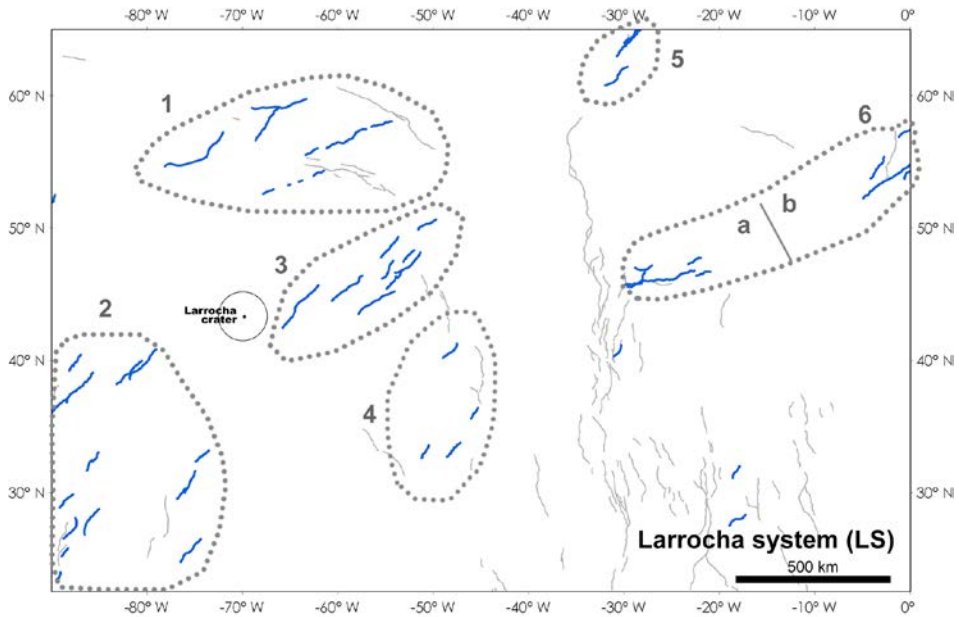 -80° W -70° W -60° W -50° W -40° W -30° W -20° W -10° W 0°
5
60° N 60° N
1
6
b
a
50° N 50° N
3
Larrocha
crater
2
40° N 40° N
4
30° N 30° N
Larrocha system (LS)
500 km
-80° W -70° W -60° W -50° W -40° W -30° W -20° W -10° W 0°